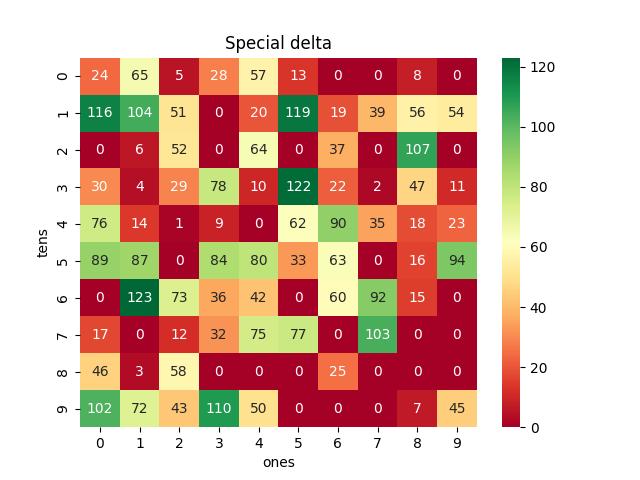 Special delta
0 24 65 5 28 57 13 0 0 8 0
1 116 104 51 0 20 119 19 39 56 54
2 0 6 52 0 64 0 37 0 107 0
3 30 4 29 78 10 122 22 2 47 11
4 76 14 1 9 0 62 90 35 18 23
5 89 87 0 84 80 33 63 0 16 94
6 0 123 73 36 42 0 60 92 15 0
7 17 0 12 32 75 77 0 103 0 0
8 46 3 58 0 0 0 25 0 0 0
9 102 72 43 110 50 0 0 0 7 45
0 1 2 3 4 5 6 7 8 9
ones
tens
120
100
80
60
40
20
0